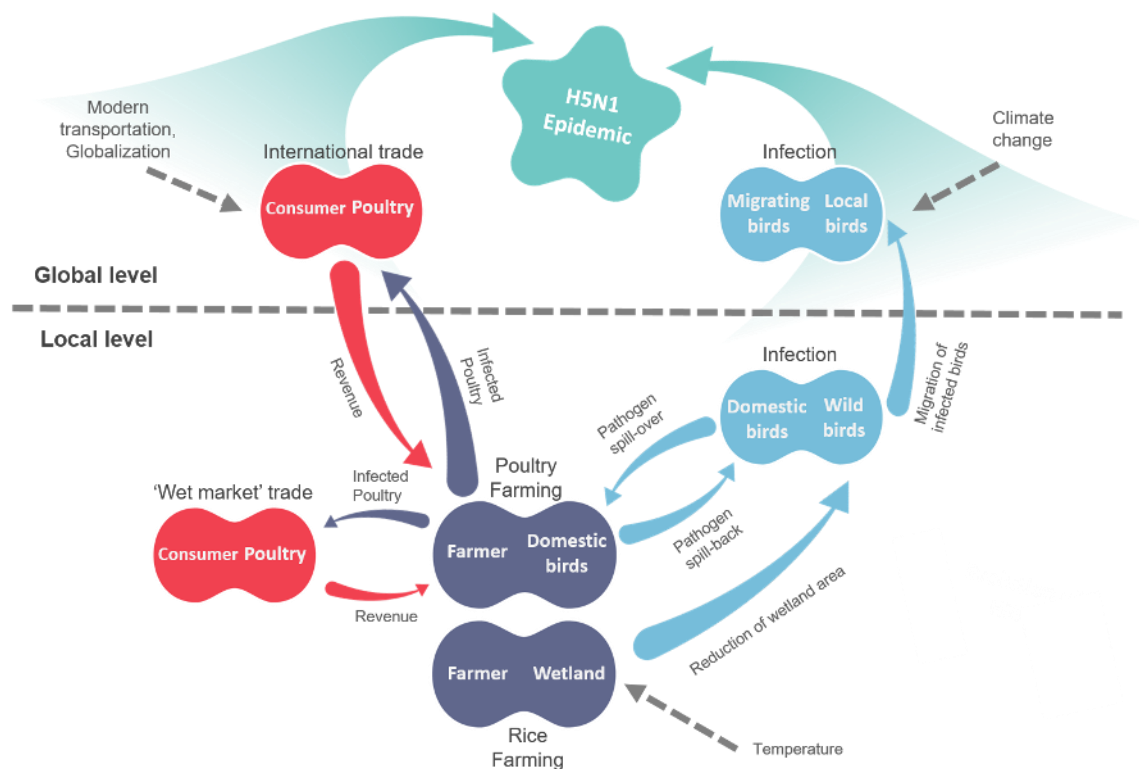 H5N1
Epidemic
Modern
transportation,
Globalization
Climate
change
International trade
Consumer Poultry
Infection
Migrating birds
Local birds
Global level
Local level
Revenue
Infected
Poultry
Infection
Domestic birds
Wild birds
Migration of
infected birds
Pathogen
spill-over
Pathogen
spill-back
Poultry
Farming
Infected
Poultry
'Wet market' trade
Consumer Poultry
Farmer
Domestic birds
Revenue
Reduction of wetland area
Farmer
Wetland
Rice
Farming
Temperature